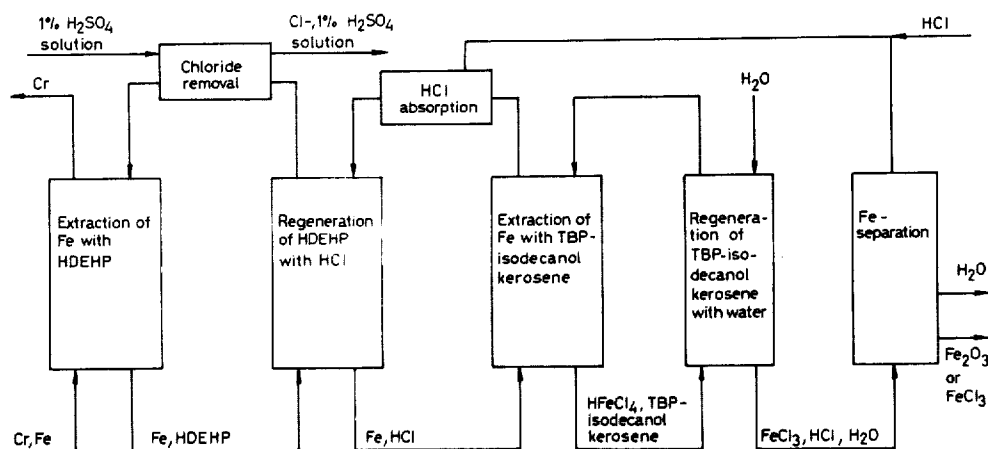 1% H₂SO₄
solution
Cl-,1% H₂SO₄
solution
HCl
Chloride
removal
Cr
HCl
absorption
H₂O
Extraction of
Fe with
HDEHP
Regeneration
of HDEHP
with HCl
Extraction of
Fe with TBP-
isodecanol
kerosene
Regenera-
tion of
TBP-iso-
decanol
kerosene
with water
Fe -
separation
H₂O
Fe₂O₃
or
FeCl₃
Cr,Fe
Fe,HDEHP
Fe,HCl
HFeCl₄, TBP-
isodecanol
kerosene
FeCl₃, HCl, H₂O